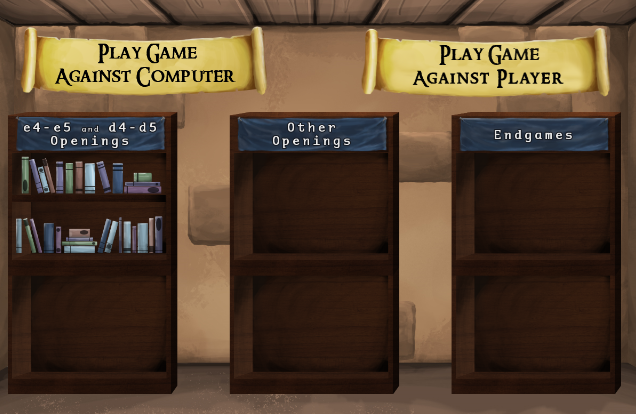 Play Game
Against Computer
Play Game
Against Player
e4-e5 and d4-d5
Openings
Other
Openings
Endgames